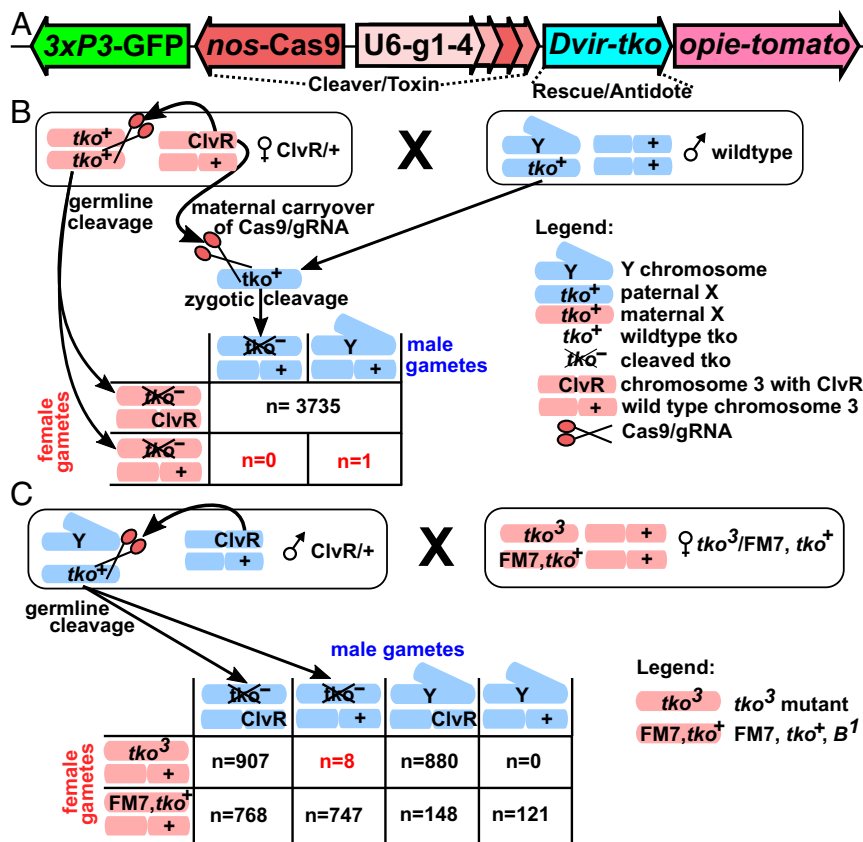 A
3xP3-GFP nos-Cas9 U6-g1-4 Dvir-tko opie-tomato
Cleaver/Toxin
Rescue/Antidote
B
tko+
tko+
ClvR
+
♀ ClvR/+
X
Y
tko+
+
+
♂ wildtype
germline
cleavage
maternal carryover
of Cas9/gRNA
tko+
zygotic cleavage
tko−
+
Y
+
male
gametes
female
gametes
tko−
ClvR
n= 3735
tko−
+
n=0
n=1
Legend:
Y Y chromosome
tko+ paternal X
tko+ maternal X
tko+ wildtype tko
tko− cleaved tko
ClvR chromosome 3 with ClvR
+ wild type chromosome 3
Cas9/gRNA
C
Y
tko+
ClvR
+
♂ ClvR/+
X
tko3 +
FM7,tko+ +
♀ tko3/FM7, tko+
germline
cleavage
male gametes
tko− tko− Y Y
ClvR + ClvR +
female
gametes
tko3
+
n=907 n=8 n=880 n=0
FM7,tko+
+
n=768 n=747 n=148 n=121
Legend:
tko3 tko3 mutant
FM7,tko+ FM7, tko+, B1